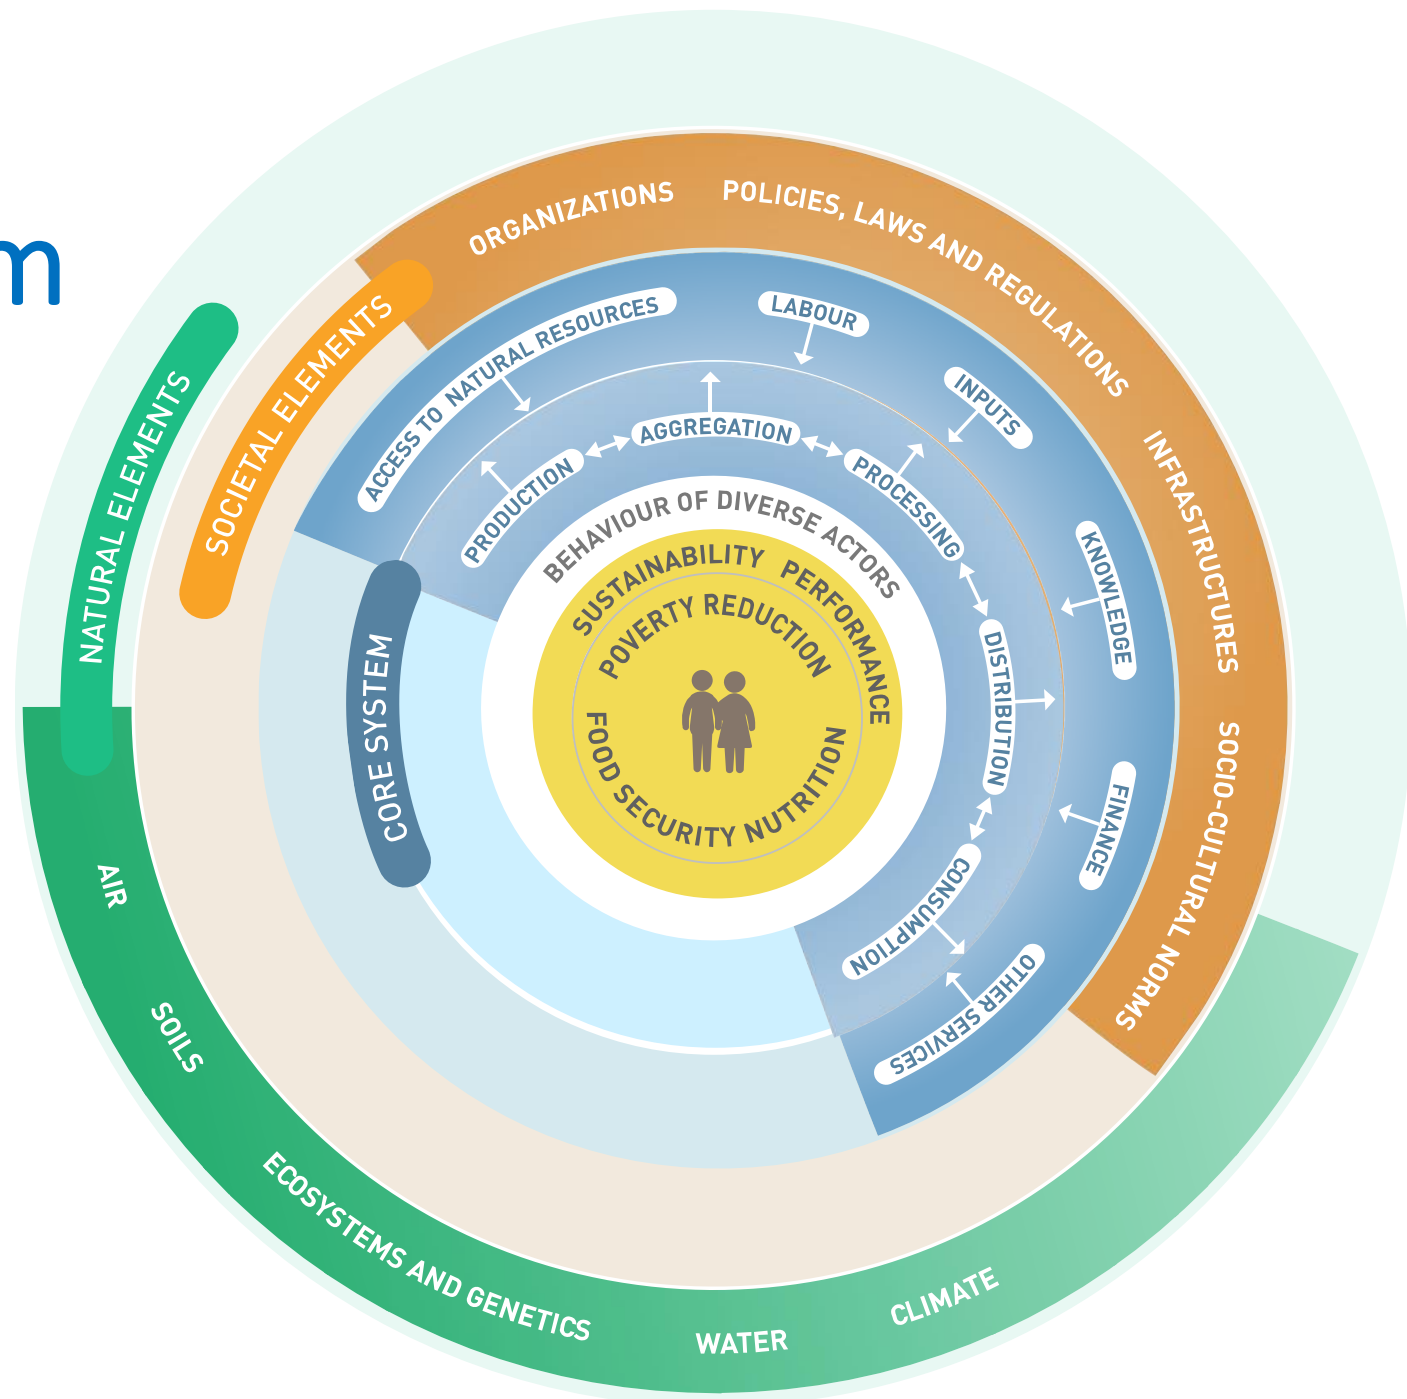 m
NATURAL ELEMENTS
SOCIETAL ELEMENTS
CORE SYSTEM
ORGANIZATIONS
POLICIES, LAWS AND REGULATIONS
INFRASTRUCTURES
SOCIO-CULTURAL NORMS
ACCESS TO NATURAL RESOURCES
LABOUR
INPUTS
KNOWLEDGE
FINANCE
OTHER SERVICES
PRODUCTION
AGGREGATION
PROCESSING
DISTRIBUTION
CONSUMPTION
BEHAVIOUR OF DIVERSE ACTORS
SUSTAINABILITY PERFORMANCE
POVERTY REDUCTION
FOOD SECURITY NUTRITION
AIR
SOILS
ECOSYSTEMS AND GENETICS
WATER
CLIMATE